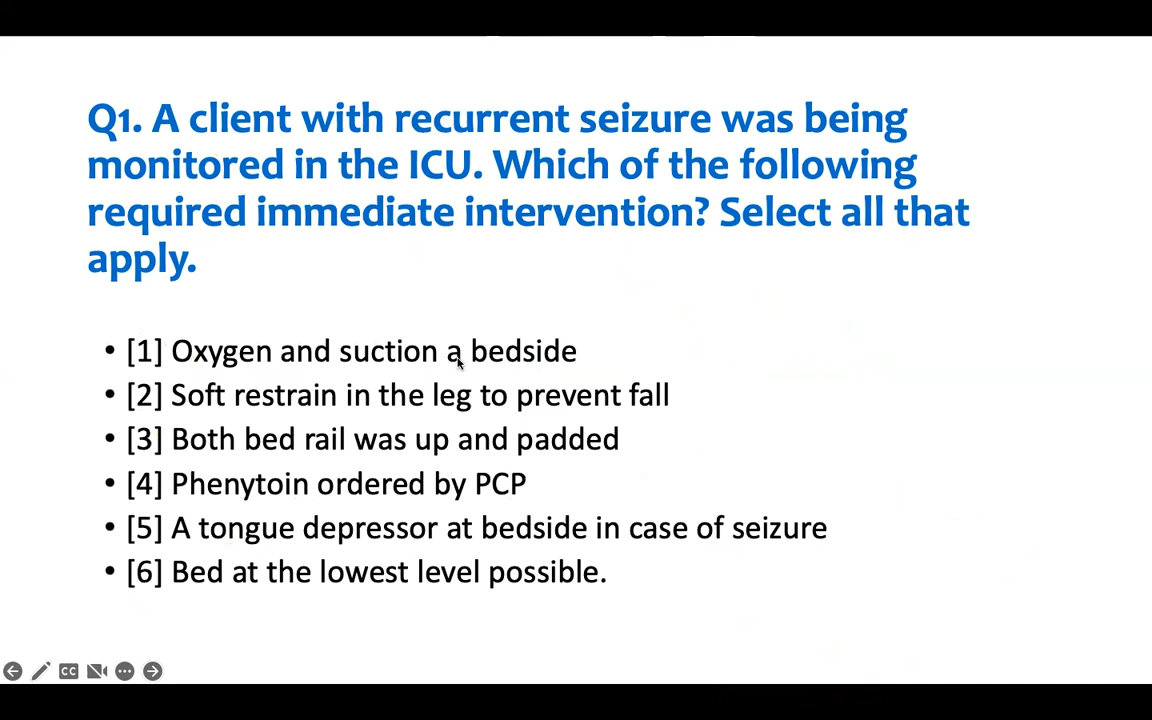 Q1. A client with recurrent seizure was being
monitored in the ICU. Which of the following
required immediate intervention? Select all that
apply.
• [1] Oxygen and suction a bedside
• [2] Soft restrain in the leg to prevent fall
• [3] Both bed rail was up and padded
• [4] Phenytoin ordered by PCP
• [5] A tongue depressor at bedside in case of seizure
• [6] Bed at the lowest level possible.
CC